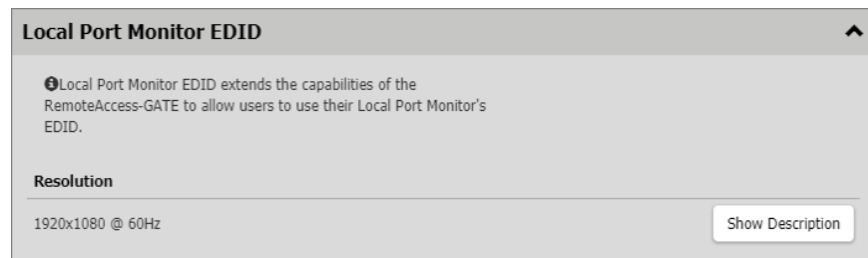 Local Port Monitor EDID
Local Port Monitor EDID extends the capabilities of the
RemoteAccess-GATE to allow users to use their Local Port Monitor's
EDID.
Resolution
1920x1080 @ 60Hz
Show Description